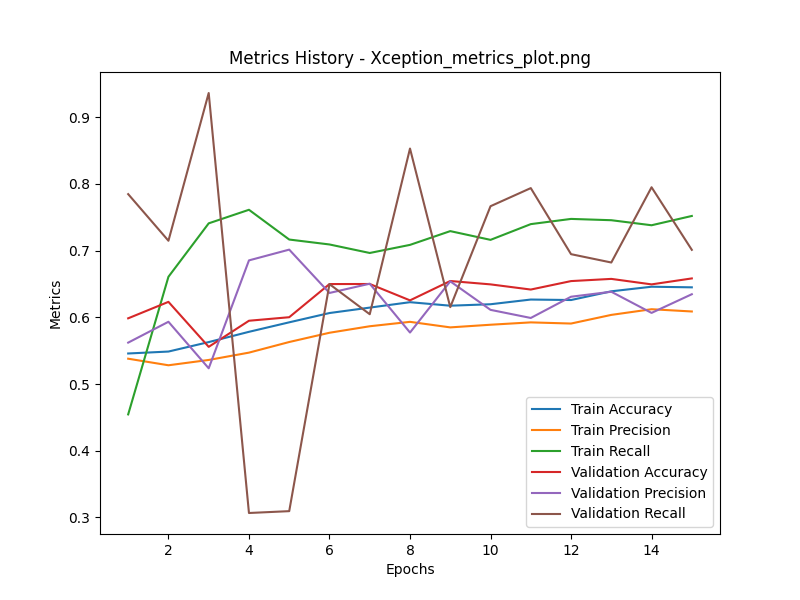 Metrics History - Xception_metrics_plot.png
0.9
0.8
0.7
0.6
0.5
0.4
0.3
Metrics
2 4 6 8 10 12 14
Epochs
Train Accuracy
Train Precision
Train Recall
Validation Accuracy
Validation Precision
Validation Recall